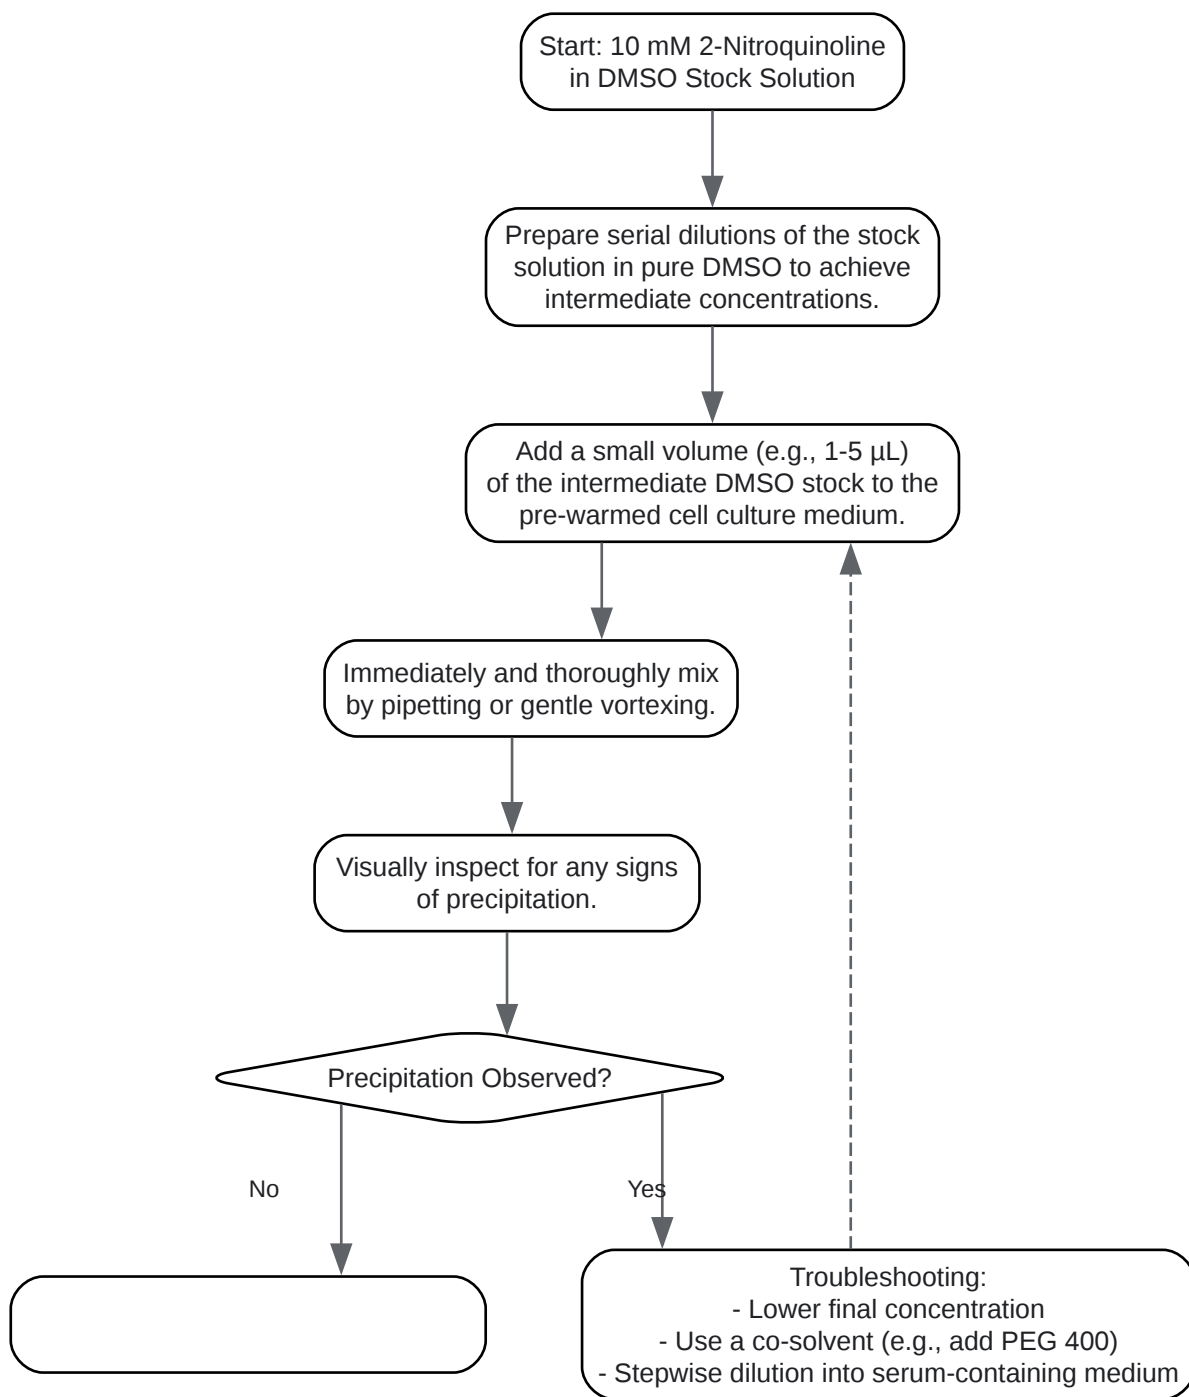 Start: 10 mM 2-Nitroquinoline
in DMSO Stock Solution
Prepare serial dilutions of the stock
solution in pure DMSO to achieve
intermediate concentrations.
Add a small volume (e.g., 1-5 µL)
of the intermediate DMSO stock to the
pre-warmed cell culture medium.
Immediately and thoroughly mix
by pipetting or gentle vortexing.
Visually inspect for any signs
of precipitation.
Precipitation Observed?
No
Yes
Troubleshooting:
- Lower final concentration
- Use a co-solvent (e.g., add PEG 400)
- Stepwise dilution into serum-containing medium